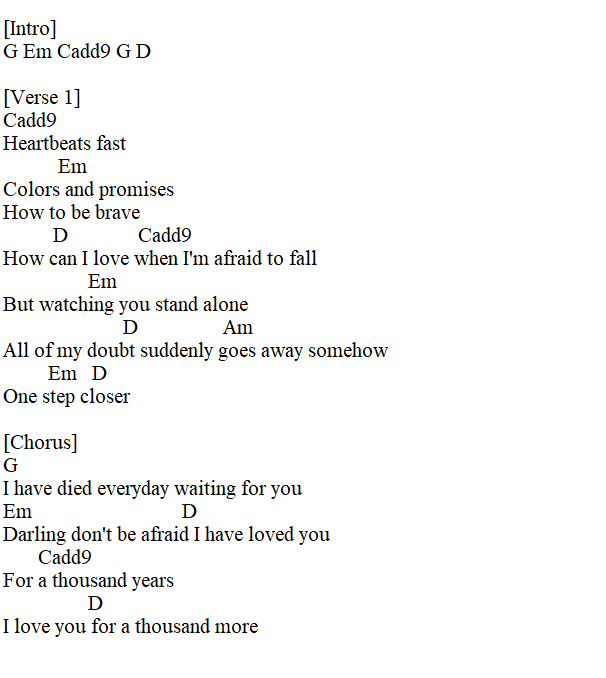 [Intro]
G Em Cadd9 G D

[Verse 1]
Cadd9
Heartbeats fast
Em
Colors and promises
How to be brave
D Cadd9
How can I love when I'm afraid to fall
Em
But watching you stand alone
D Am
All of my doubt suddenly goes away somehow
Em D
One step closer

[Chorus]
G
I have died everyday waiting for you
Em D
Darling don't be afraid I have loved you
Cadd9
For a thousand years
D
I love you for a thousand more